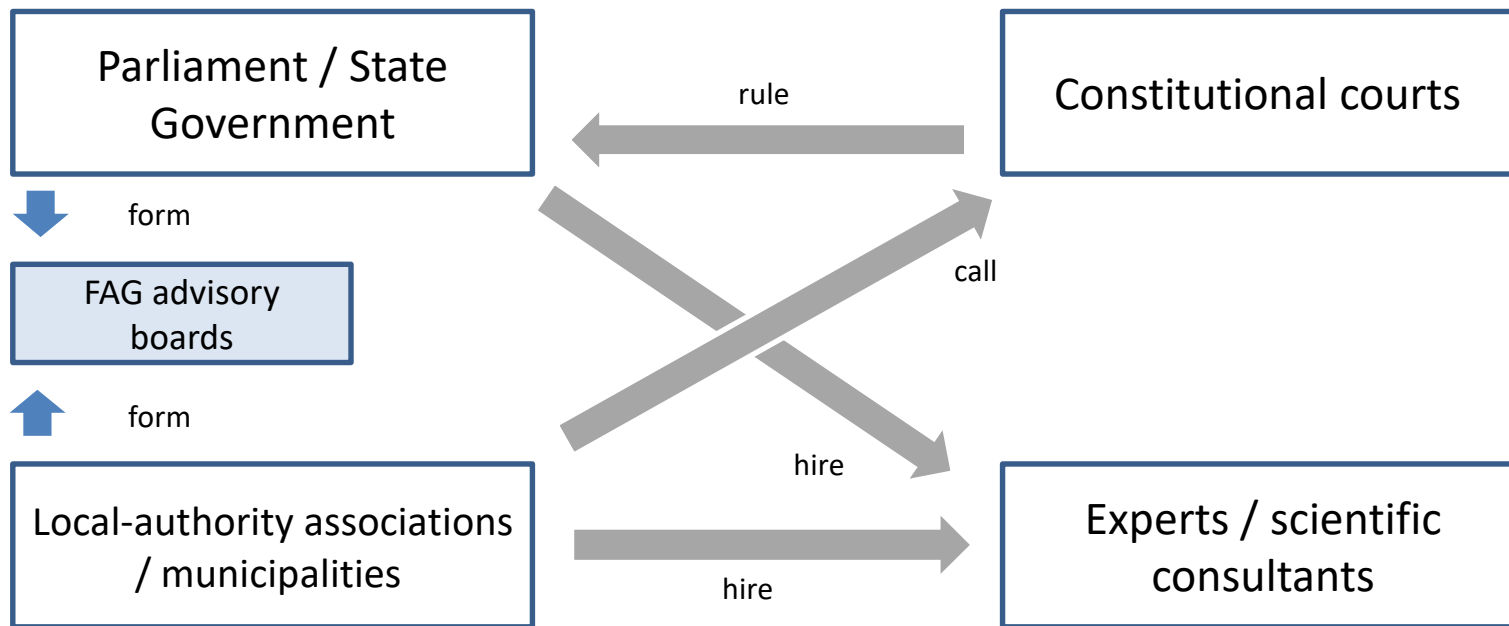 Parliament / State
Government
rule
Constitutional courts
form
FAG advisory
boards
call
form
hire
Local-authority associations
/ municipalities
hire
Experts / scientific
consultants